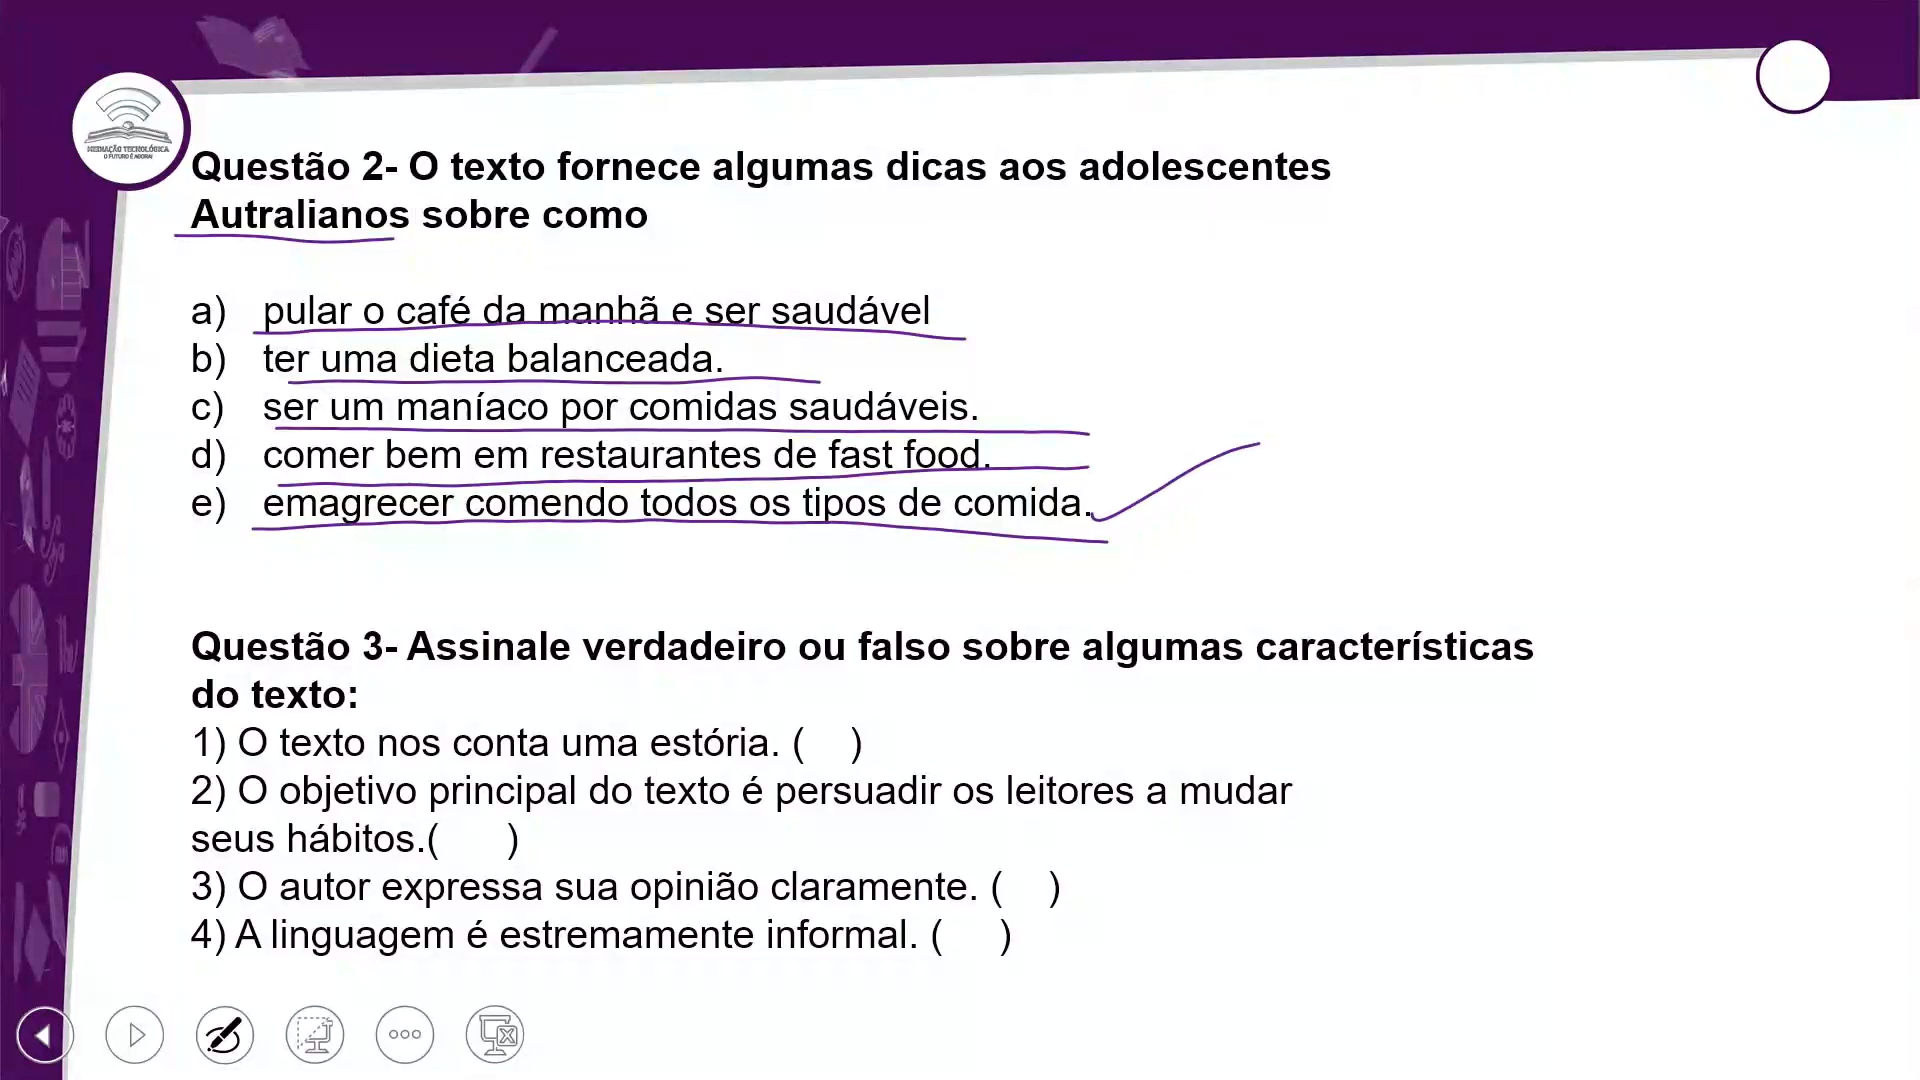 MEDIAÇÃO TECNOLÓGICA
O FUTURO É AGORA!
Questão 2- O texto fornece algumas dicas aos adolescentes
Autralianos sobre como
a) pular o café da manhã e ser saudável
b) ter uma dieta balanceada.
c) ser um maníaco por comidas saudáveis.
d) comer bem em restaurantes de fast food.
e) emagrecer comendo todos os tipos de comida.
Questão 3- Assinale verdadeiro ou falso sobre algumas características
do texto:
1) O texto nos conta uma estória. ( )
2) O objetivo principal do texto é persuadir os leitores a mudar
seus hábitos.( )
3) O autor expressa sua opinião claramente. ( )
4) A linguagem é estremamente informal. ( )